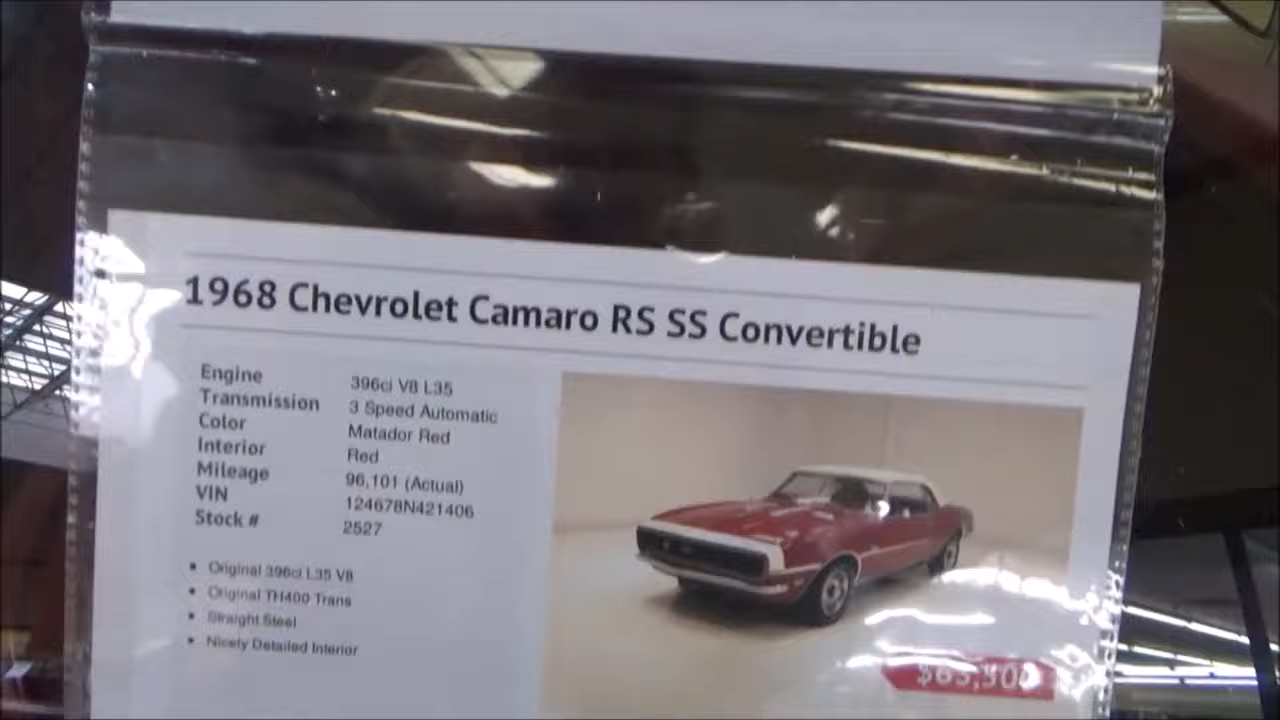 1968 Chevrolet Camaro RS SS Convertible
Engine 396ci V8 L35
Transmission 3 Speed Automatic
Color Matador Red
Interior Red
Mileage 96,101 (Actual)
VIN 124678N421406
Stock # 2527
• Original 396ci L35 V8
• Original TH400 Trans
• Straight Steel
• Nicely Detailed Interior